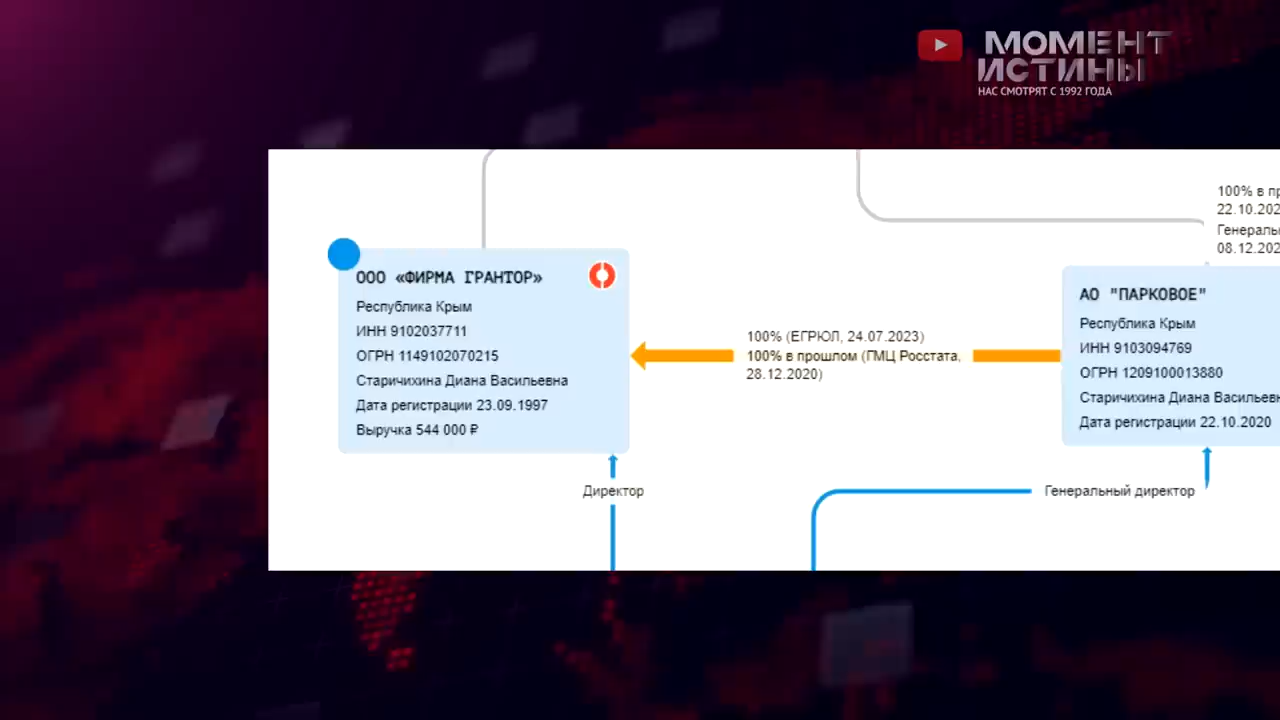 МОМЕНТ
ИСТИНЫ
НАС СМОТРЯТ С 1992 ГОДА
100% в пр
22.10.202
Генераль
08.12.202
ООО «ФИРМА ГРАНТОР»
Республика Крым
ИНН 9102037711
ОГРН 1149102070215
Старичихина Диана Васильевна
Дата регистрации 23.09.1997
Выручка 544 000 ₽
100% (ЕГРЮЛ, 24.07.2023)
100% в прошлом (ГМЦ Росстата,
28.12.2020)
АО "ПАРКОВОЕ"
Республика Крым
ИНН 9103094769
ОГРН 1209100013880
Старичихина Диана Васильевн
Дата регистрации 22.10.2020
Директор
Генеральный директор